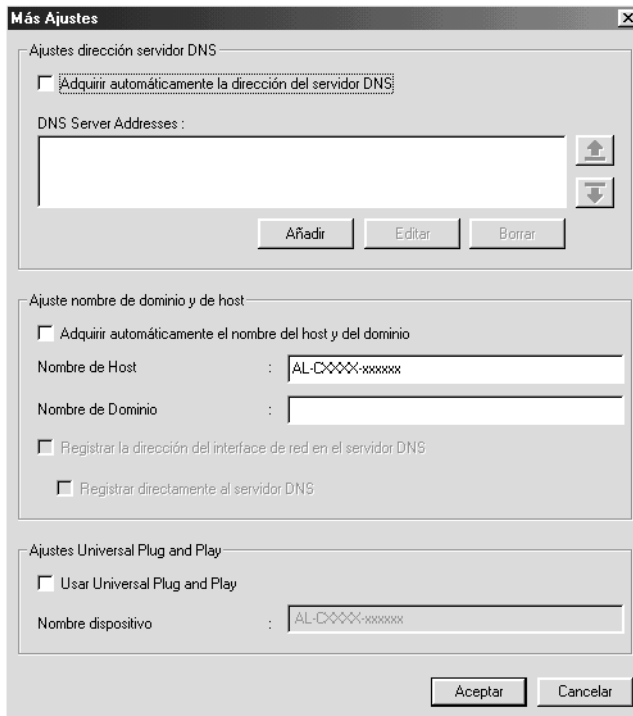 Más Ajustes
Ajustes dirección servidor DNS
Adquirir automáticamente la dirección del servidor DNS
DNS Server Addresses :
Añadir Editar Borrar
Ajuste nombre de dominio y de host
Adquirir automáticamente el nombre del host y del dominio
Nombre de Host : AL-CXXXX-xxxxxx
Nombre de Dominio :
Registrar la dirección del interface de red en el servidor DNS
Registrar directamente al servidor DNS
Ajustes Universal Plug and Play
Usar Universal Plug and Play
Nombre dispositivo : AL-CXXXX-xxxxxx
Aceptar Cancelar